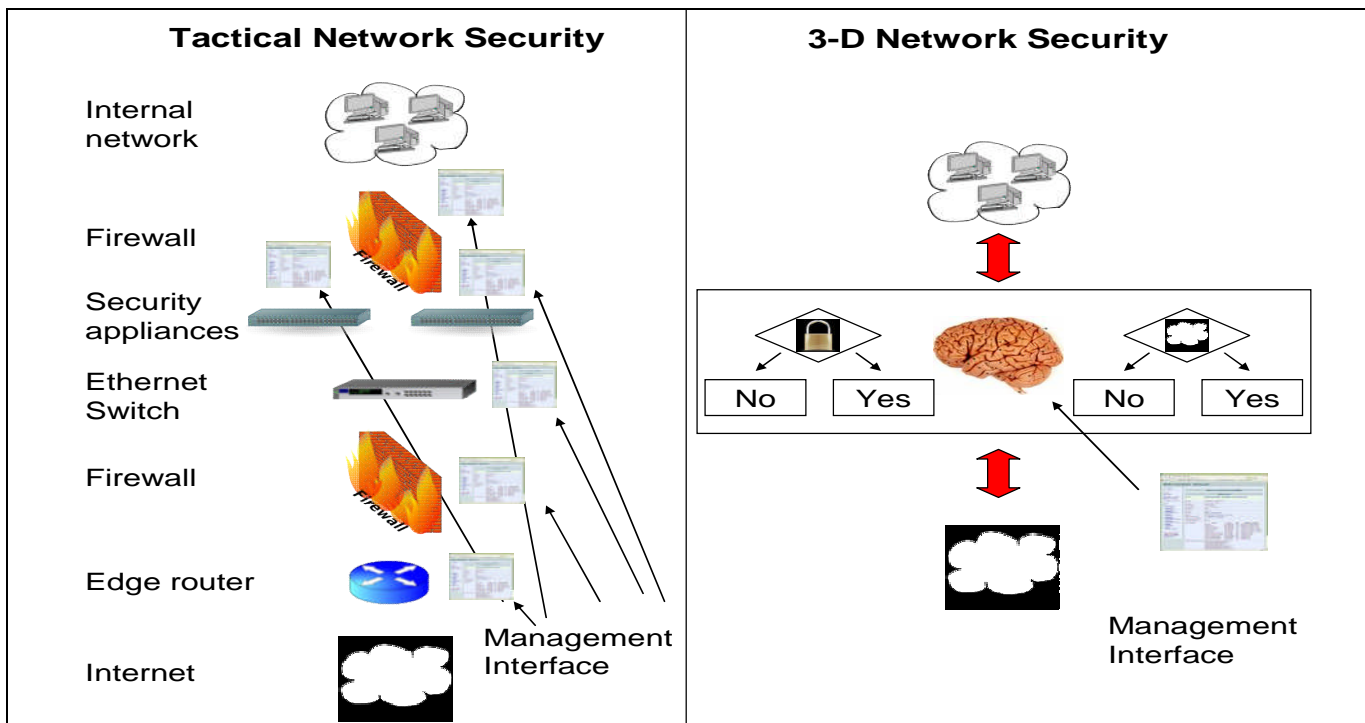 Tactical Network Security
Internal
network
Firewall
Firewall
Security
appliances
Ethernet
Switch
Firewall
Firewall
Edge router
Management
Interface
Internet
3-D Network Security
No
Yes
No
Yes
Management
Interface